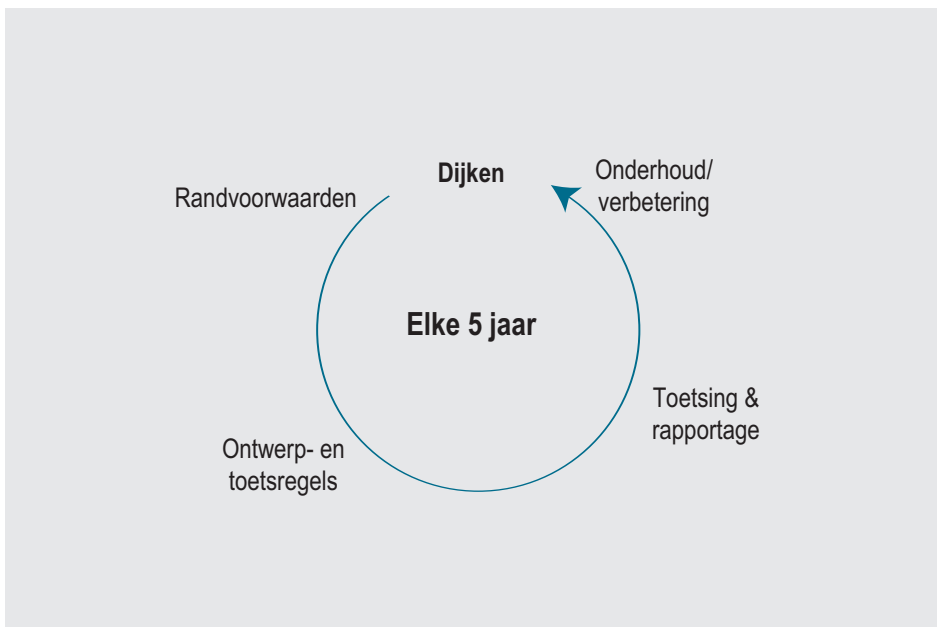 Dijken
Onderhoud/
verbetering
Randvoorwaarden
Elke 5 jaar
Toetsing &
rapportage
Ontwerp- en
toetsregels